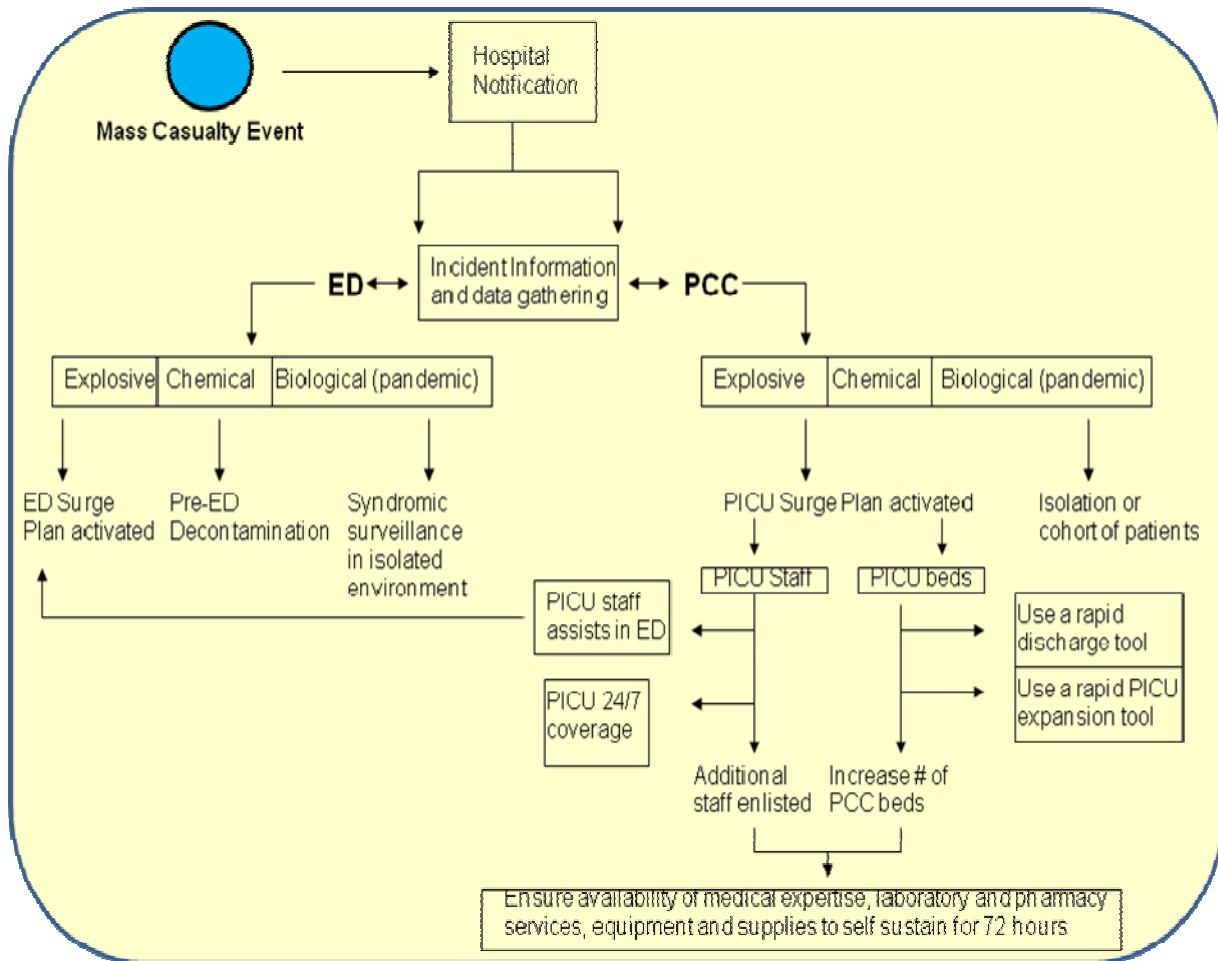 Hospital
Notification
Mass Casualty Event
ED
Incident Information
and data gathering
PCC
Explosive
Chemical
Biological (pandemic)
Explosive
Chemical
Biological (pandemic)
ED Surge
Plan activated
Pre-ED
Decontamination
Syndromic
surveillance
in isolated
environment
PICU Surge Plan activated
Isolation or
cohort of patients
PICU Staff
PICU beds
PICU staff
assists in ED
Use a rapid
discharge tool
PICU 24/7
coverage
Use a rapid PICU
expansion tool
Additional
staff enlisted
Increase # of
PCC beds
Ensure availability of medical expertise, laboratory and pharmacy
services, equipment and supplies to self sustain for 72 hours